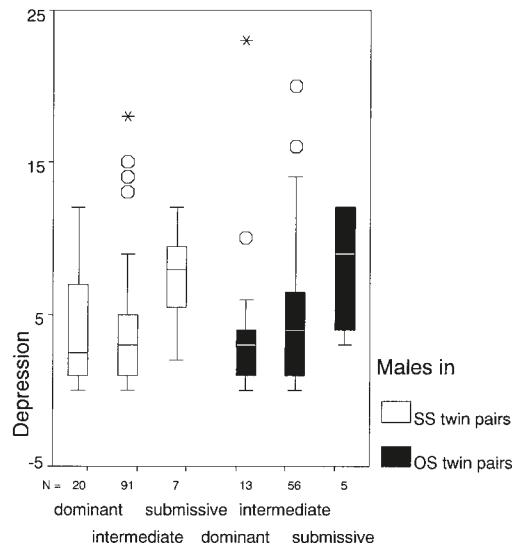 25
15
5
-5
Depression
Males in
SS twin pairs
OS twin pairs
N = 20 91 7 13 56 5
dominant submissive intermediate
intermediate dominant submissive